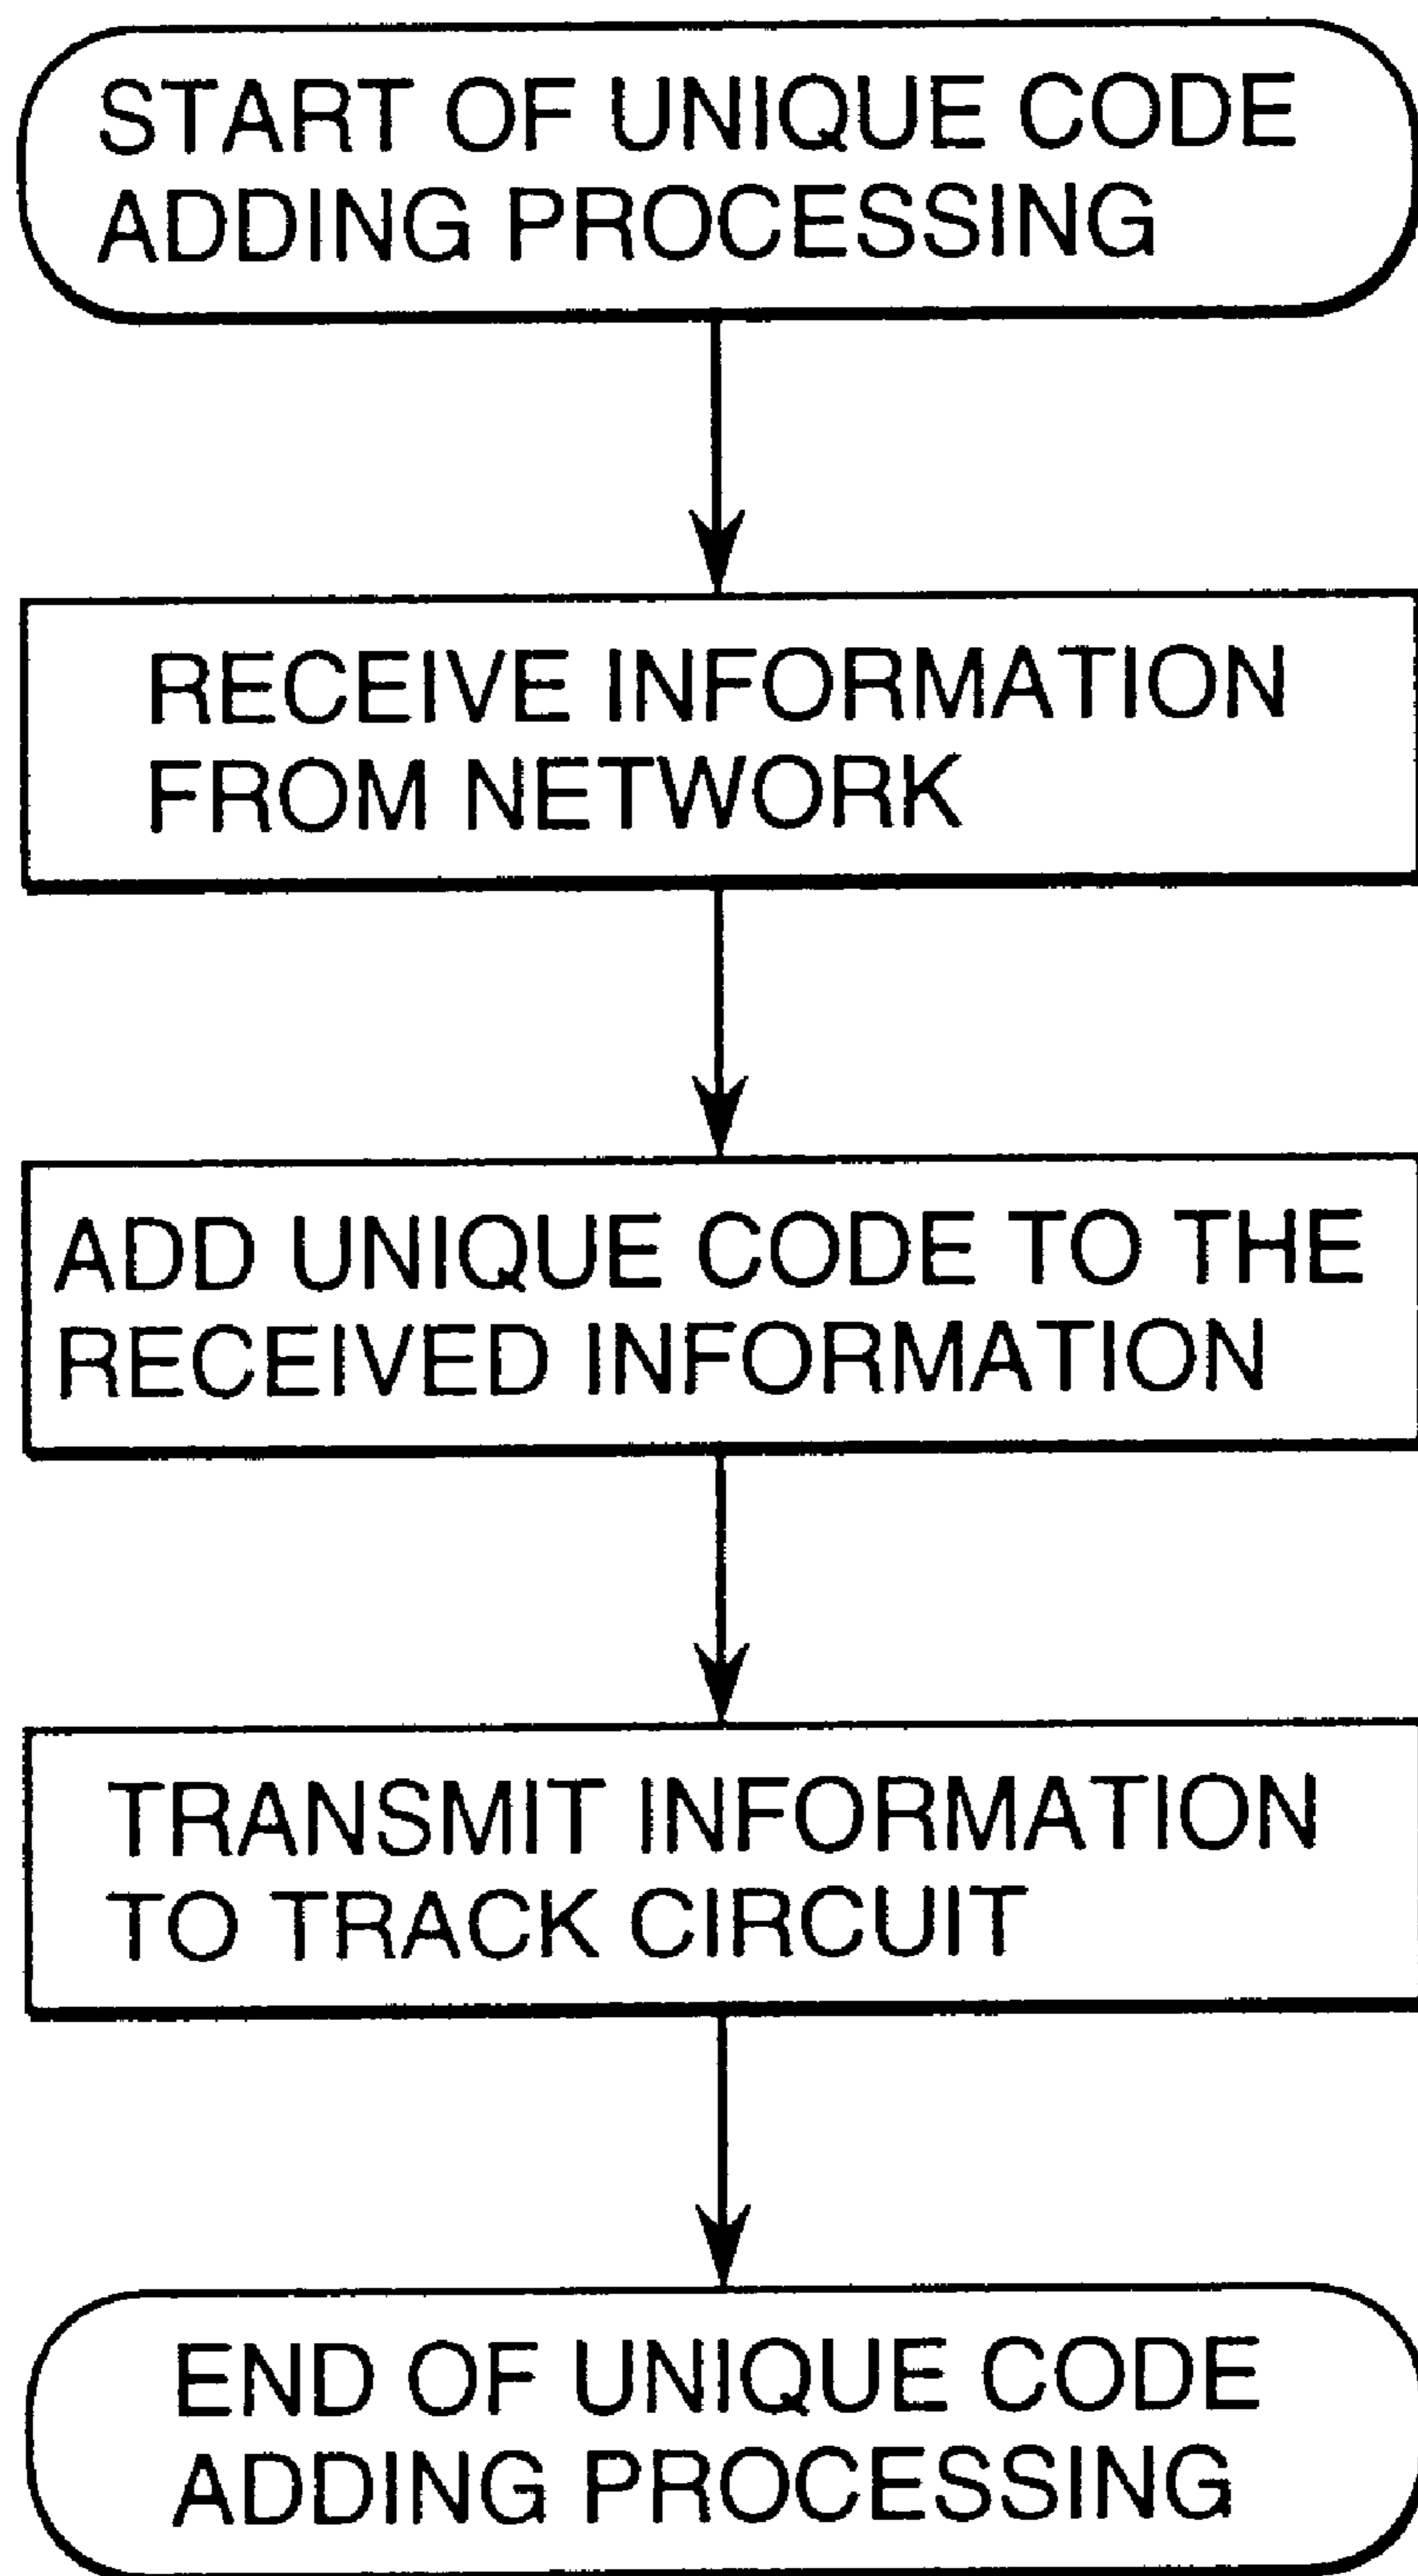 START OF UNIQUE CODE
ADDING PROCESSING
RECEIVE INFORMATION
FROM NETWORK
ADD UNIQUE CODE TO THE
RECEIVED INFORMATION
TRANSMIT INFORMATION
TO TRACK CIRCUIT
END OF UNIQUE CODE
ADDING PROCESSING